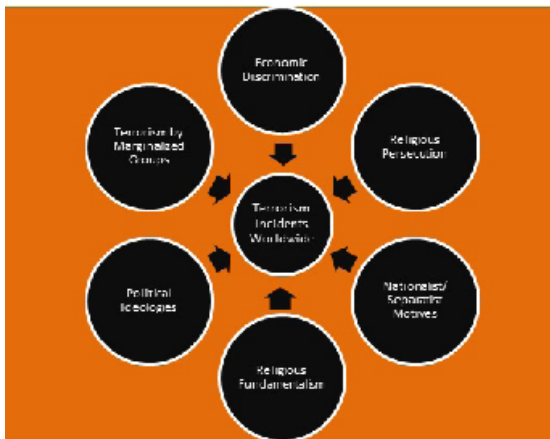 Economic
Discrimination
Religious
Persecution
Nationalist/
Separatist
Motives
Religious
Fundamentalism
Political
Ideologies
Terrorism by
Marginalized
Groups
Terrorism
Incidents
Worldwide